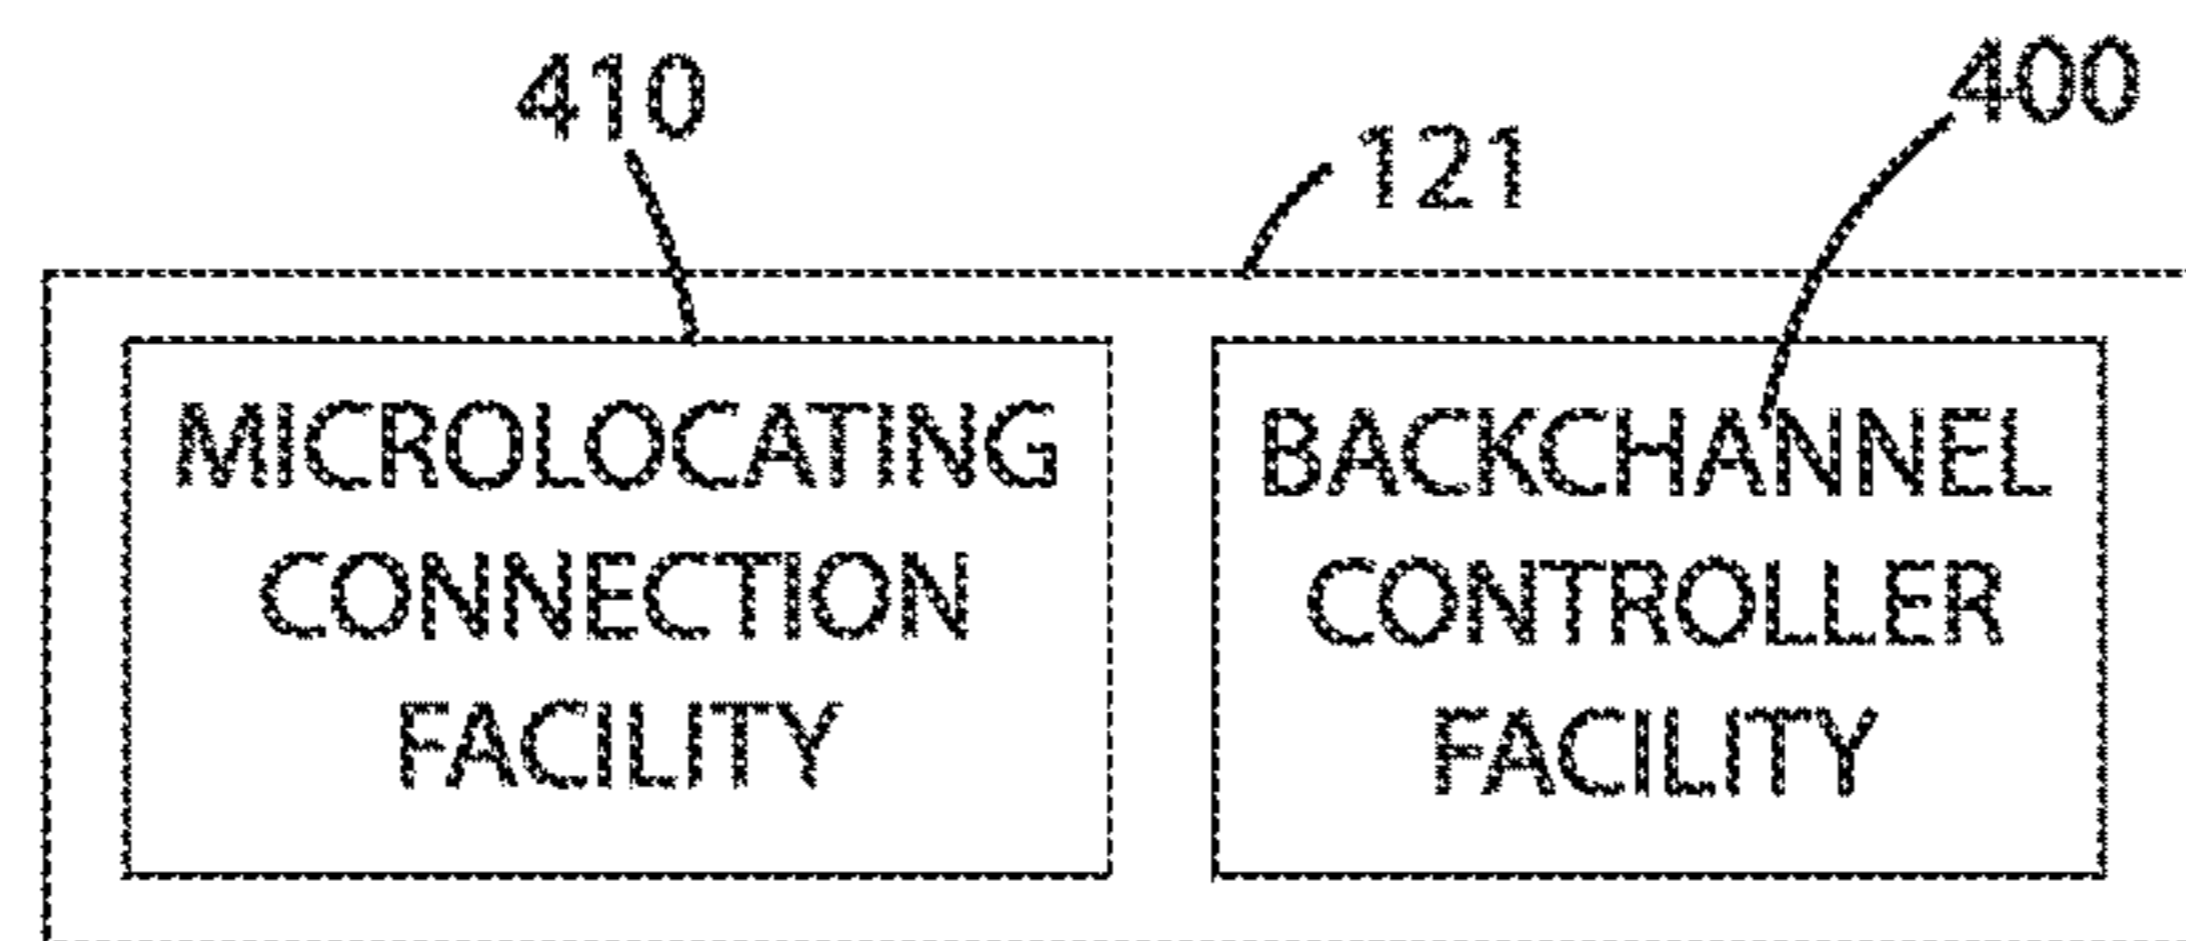 410
400
121
MICROLOCATING
CONNECTION
FACILITY
BACKCHANNEL
CONTROLLER
FACILITY